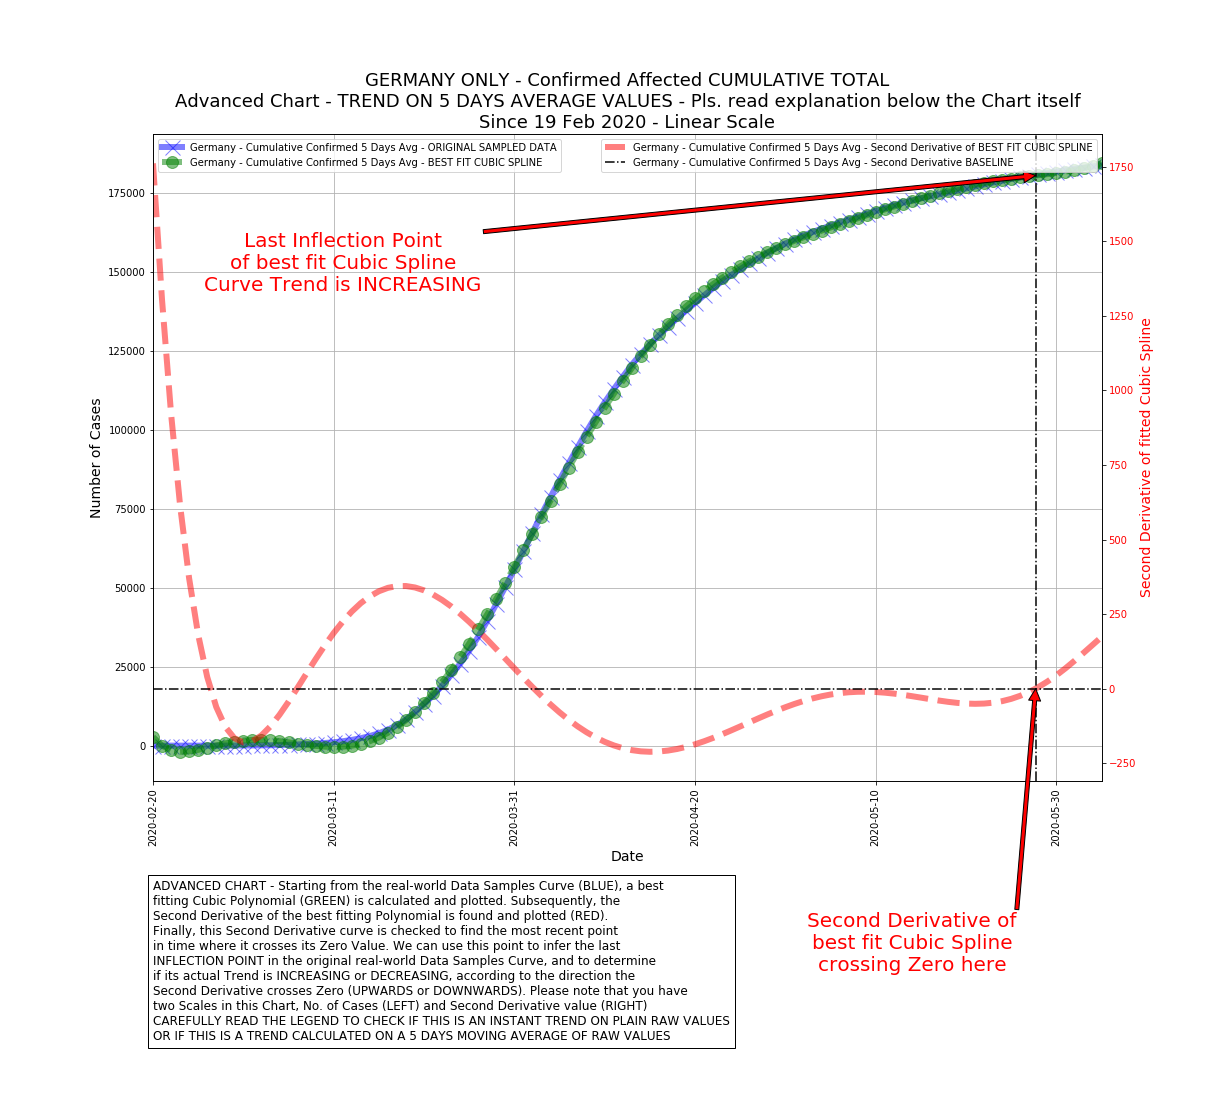 GERMANY ONLY - Confirmed Affected CUMULATIVE TOTAL
Advanced Chart - TREND ON 5 DAYS AVERAGE VALUES - Pls. read explanation below the Chart itself
Since 19 Feb 2020 - Linear Scale
Germany - Cumulative Confirmed 5 Days Avg - ORIGINAL SAMPLED DATA
Germany - Cumulative Confirmed 5 Days Avg - BEST FIT CUBIC SPLINE
Germany - Cumulative Confirmed 5 Days Avg - Second Derivative of BEST FIT CUBIC SPLINE
Germany - Cumulative Confirmed 5 Days Avg - Second Derivative BASELINE
Last Inflection Point
of best fit Cubic Spline
Curve Trend is INCREASING
Number of Cases
175000
150000
125000
100000
75000
50000
25000
0
1750
1500
1250
1000
750
500
250
0
−250
Second Derivative of fitted Cubic Spline
2020-02-20
2020-03-11
2020-03-31
2020-04-20
2020-05-10
2020-05-30
Date
Second Derivative of
best fit Cubic Spline
crossing Zero here
ADVANCED CHART - Starting from the real-world Data Samples Curve (BLUE), a best
fitting Cubic Polynomial (GREEN) is calculated and plotted. Subsequently, the
Second Derivative of the best fitting Polynomial is found and plotted (RED).
Finally, this Second Derivative curve is checked to find the most recent point
in time where it crosses its Zero Value. We can use this point to infer the last
INFLECTION POINT in the original real-world Data Samples Curve, and to determine
if its actual Trend is INCREASING or DECREASING, according to the direction the
Second Derivative crosses Zero (UPWARDS or DOWNWARDS). Please note that you have
two Scales in this Chart, No. of Cases (LEFT) and Second Derivative value (RIGHT)
CAREFULLY READ THE LEGEND TO CHECK IF THIS IS AN INSTANT TREND ON PLAIN RAW VALUES
OR IF THIS IS A TREND CALCULATED ON A 5 DAYS MOVING AVERAGE OF RAW VALUES